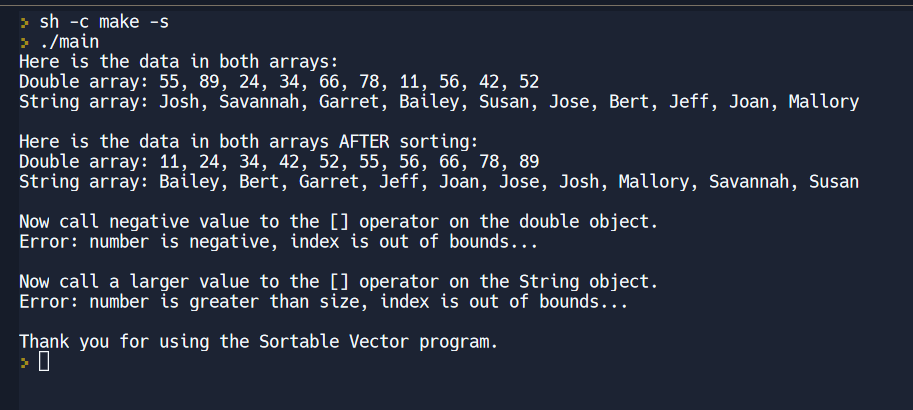 > sh -c make -s
> ./main
Here is the data in both arrays:
Double array: 55, 89, 24, 34, 66, 78, 11, 56, 42, 52
String array: Josh, Savannah, Garret, Bailey, Susan, Jose, Bert, Jeff, Joan, Mallory

Here is the data in both arrays AFTER sorting:
Double array: 11, 24, 34, 42, 52, 55, 56, 66, 78, 89
String array: Bailey, Bert, Garret, Jeff, Joan, Jose, Josh, Mallory, Savannah, Susan

Now call negative value to the [] operator on the double object.
Error: number is negative, index is out of bounds...

Now call a larger value to the [] operator on the String object.
Error: number is greater than size, index is out of bounds...

Thank you for using the Sortable Vector program.
>